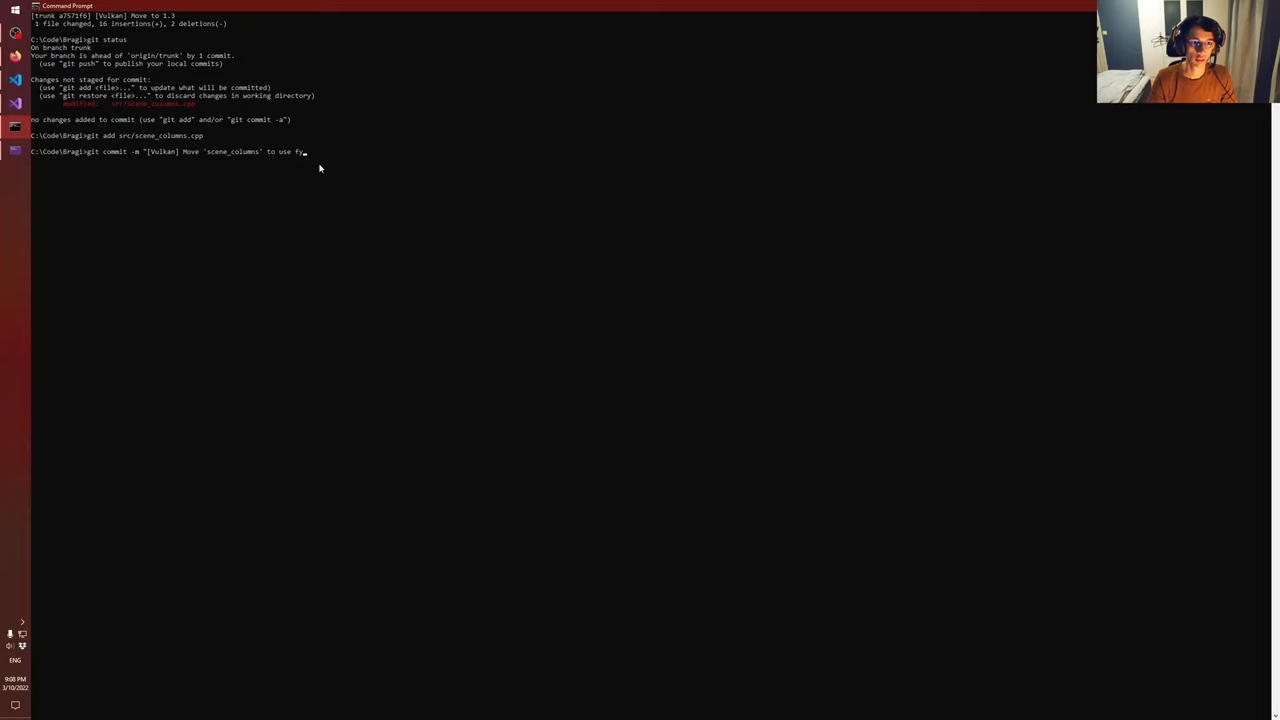 Command Prompt
[trunk a7571f6] [Vulkan] Move to 1.3
1 file changed, 16 insertions(+), 2 deletions(-)
C:\Code\Bragi>git status
On branch trunk
Your branch is ahead of 'origin/trunk' by 1 commit.
(use "git push" to publish your local commits)
Changes not staged for commit:
(use "git add <file>..." to update what will be committed)
(use "git restore <file>..." to discard changes in working directory)
modified: src/scene_columns.cpp
no changes added to commit (use "git add" and/or "git commit -a")
C:\Code\Bragi>git add src/scene_columns.cpp
C:\Code\Bragi>git commit -m "[Vulkan] Move 'scene_columns' to use fy_
ENG
9:08 PM
3/10/2022